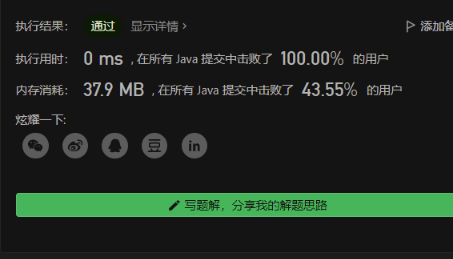 执行结果： 通过 显示详情 > 添加备
执行用时： 0 ms , 在所有 Java 提交中击败了 100.00% 的用户
内存消耗： 37.9 MB , 在所有 Java 提交中击败了 43.55% 的用户
炫耀一下:
写题解，分享我的解题思路